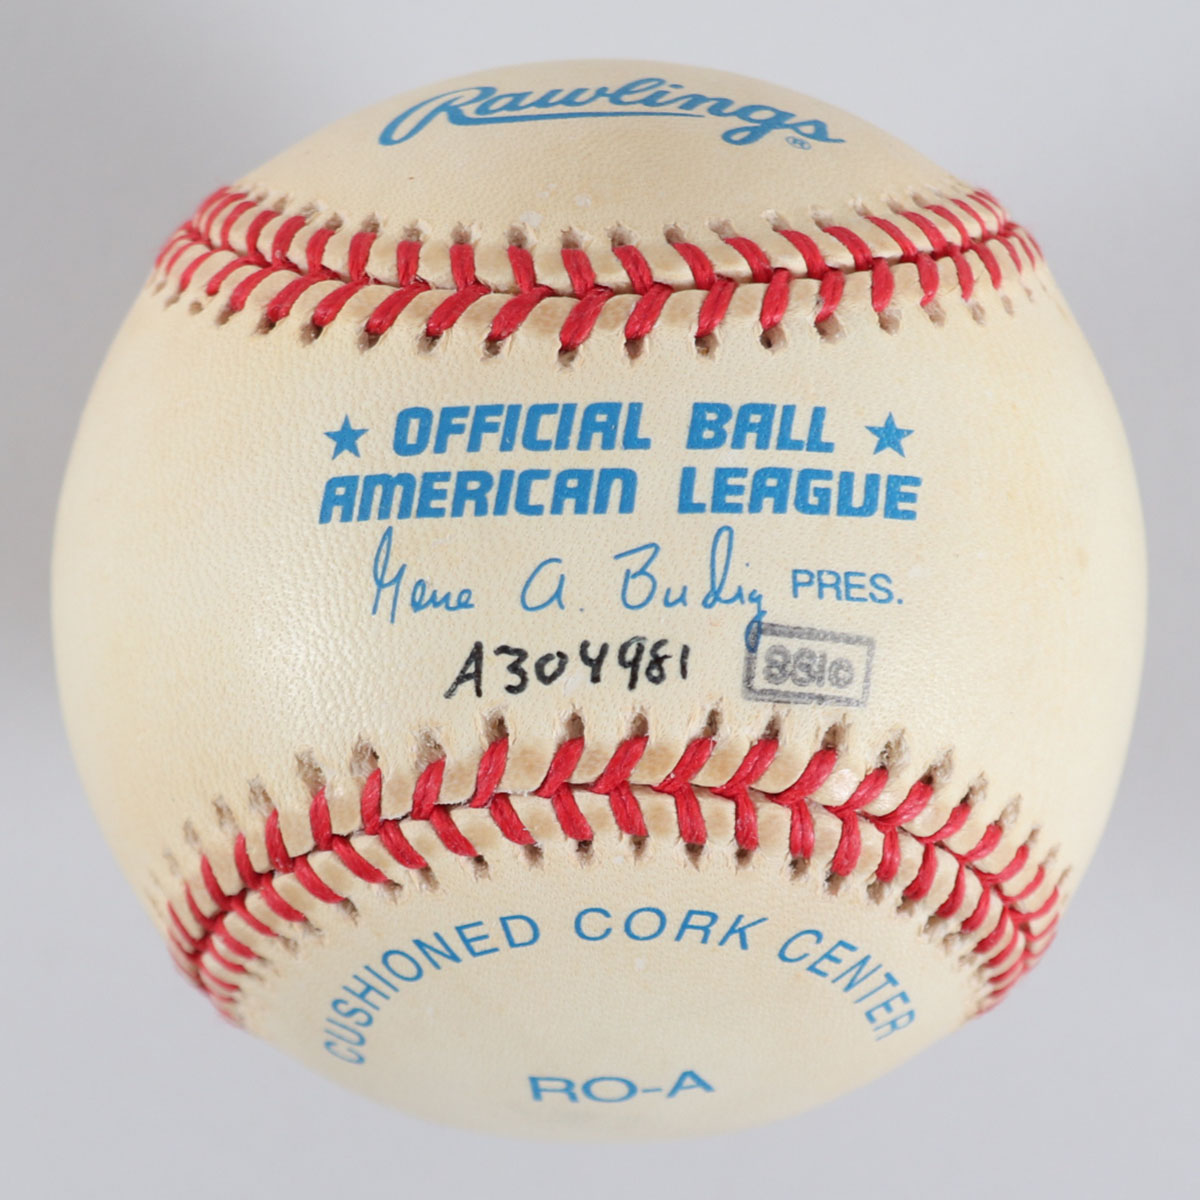 Rawlings®
★ OFFICIAL BALL ★
AMERICAN LEAGUE
Gene A. Budig PRES.
A304981
CUSHIONED CORK CENTER
RO-A